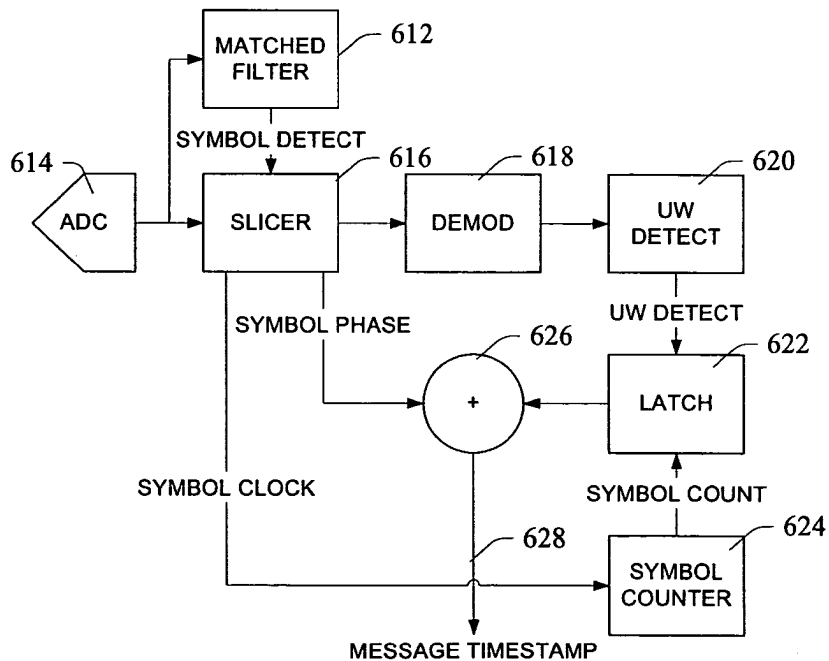 MATCHED
FILTER
612
SYMBOL DETECT
614
616
618
620
ADC
SLICER
DEMOD
UW
DETECT
SYMBOL PHASE
UW DETECT
626
622
+
LATCH
SYMBOL CLOCK
SYMBOL COUNT
624
628
SYMBOL
COUNTER
MESSAGE TIMESTAMP